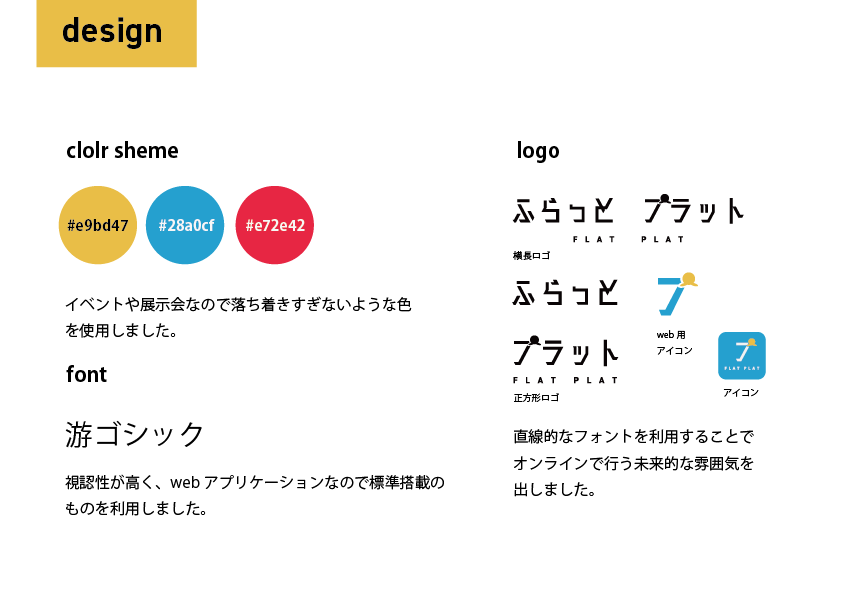 design
clolr sheme
#e9bd47
#28a0cf
#e72e42
イベントや展示会なので落ち着きすぎないような色
を使用しました。
font
游ゴシック
視認性が高く、web アプリケーションなので標準搭載の
ものを利用しました。
logo
ふらっと プラット
FLAT PLAT
横長ロゴ
ふらっと
プラット
FLAT PLAT
正方形ロゴ
プ
web 用
アイコン
プ
FLAT PLAT
アイコン
直線的なフォントを利用することで
オンラインで行う未来的な雰囲気を
出しました。